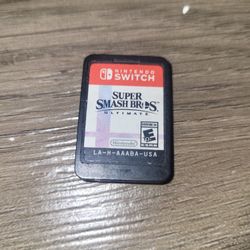 NINTENDO
SWITCH
SUPER
SMASH BROS.
ULTIMATE
Nintendo
E
LA-H-AAABA-USA